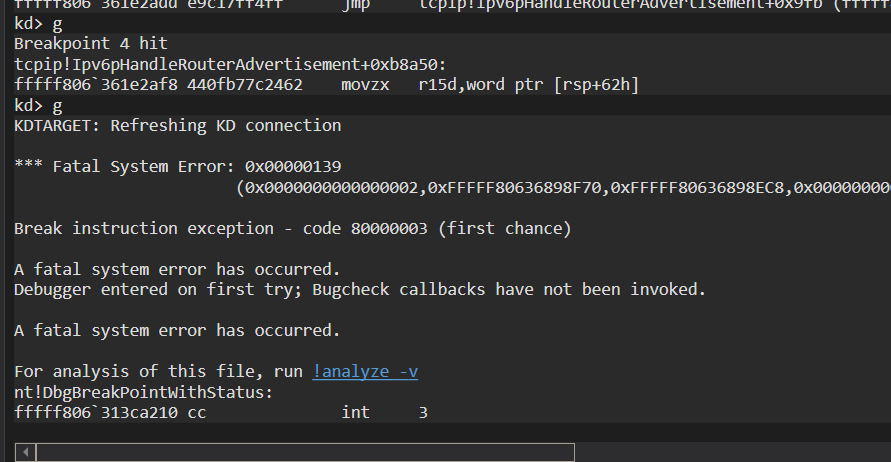 fffff806`361e2add e9c17ff4ff jmp tcpip!Ipv6pHandleRouterAdvertisement+0x9fb
kd> g
Breakpoint 4 hit
tcpip!Ipv6pHandleRouterAdvertisement+0xb8a50:
fffff806`361e2af8 440fb77c2462 movzx r15d,word ptr [rsp+62h]
kd> g
KDTARGET: Refreshing KD connection
*** Fatal System Error: 0x00000139
(0x0000000000000002,0xFFFFF80636898F70,0xFFFFF80636898EC8,0x00000000
Break instruction exception - code 80000003 (first chance)
A fatal system error has occurred.
Debugger entered on first try; Bugcheck callbacks have not been invoked.
A fatal system error has occurred.
For analysis of this file, run !analyze -v
nt!DbgBreakPointWithStatus:
fffff806`313ca210 cc int 3